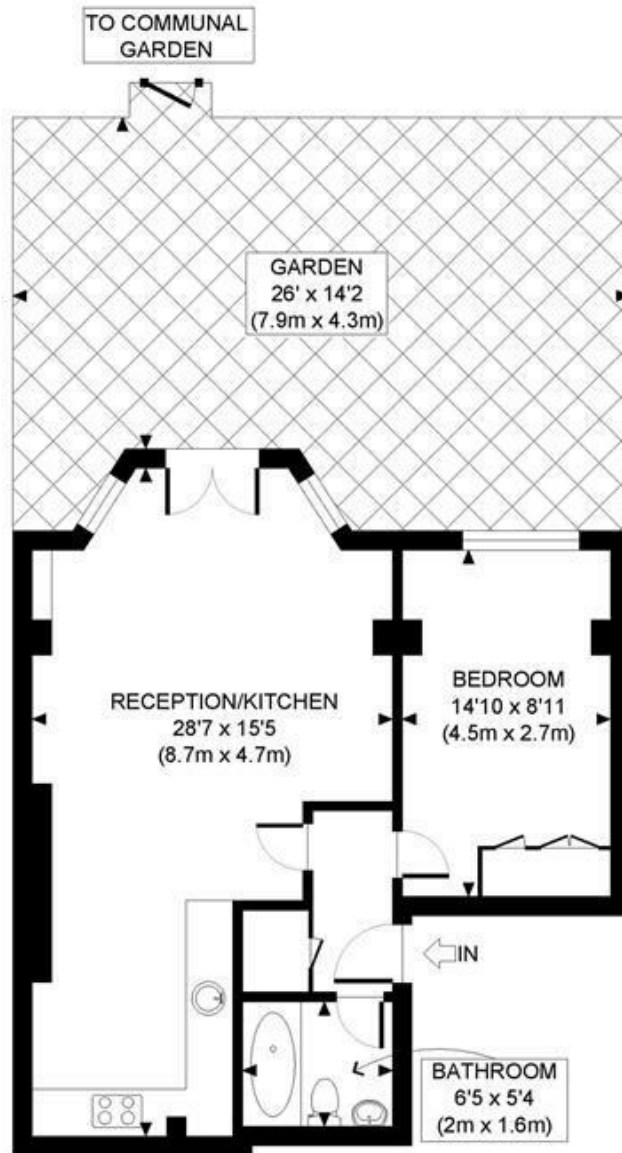 TO COMMUNAL
GARDEN
GARDEN
26' x 14'2
(7.9m x 4.3m)
RECEPTION/KITCHEN
28'7 x 15'5
(8.7m x 4.7m)
BEDROOM
14'10 x 8'11
(4.5m x 2.7m)
IN
BATHROOM
6'5 x 5'4
(2m x 1.6m)